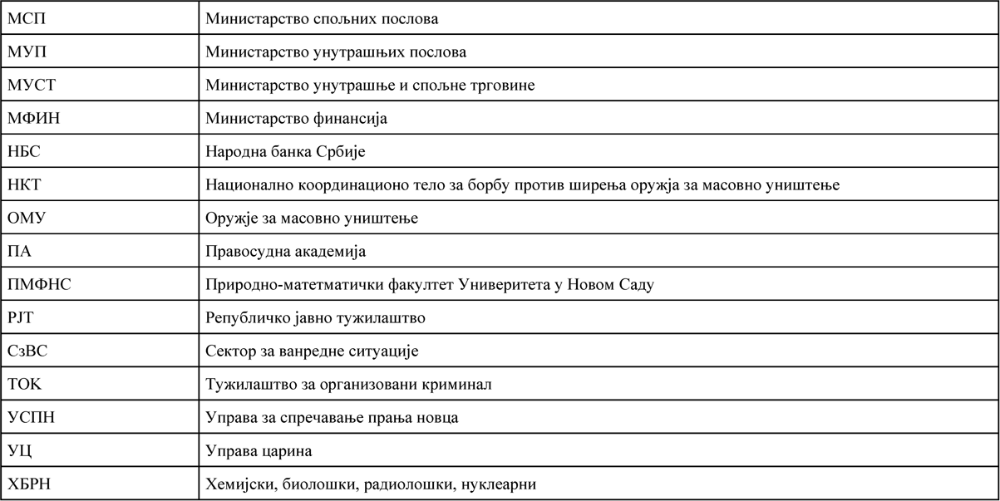 МСП Министарство спољних послова
МУП Министарство унутрашњих послова
МУСТ Министарство унутрашње и спољне трговине
МФИН Министарство финансија
НБС Народна банка Србије
НКТ Национално координационо тело за борбу против ширења оружја за масовно уништење
ОМУ Оружје за масовно уништење
ПА Правосудна академија
ПМФНС Природно-матетматички факултет Универитета у Новом Саду
РЈТ Републичко јавно тужилаштво
СзВС Сектор за ванредне ситуације
ТОК Тужилаштво за организовани криминал
УСПН Управа за спречавање прања новца
УЦ Управа царина
ХБРН Хемијски, биолошки, радиолошки, нуклеарни